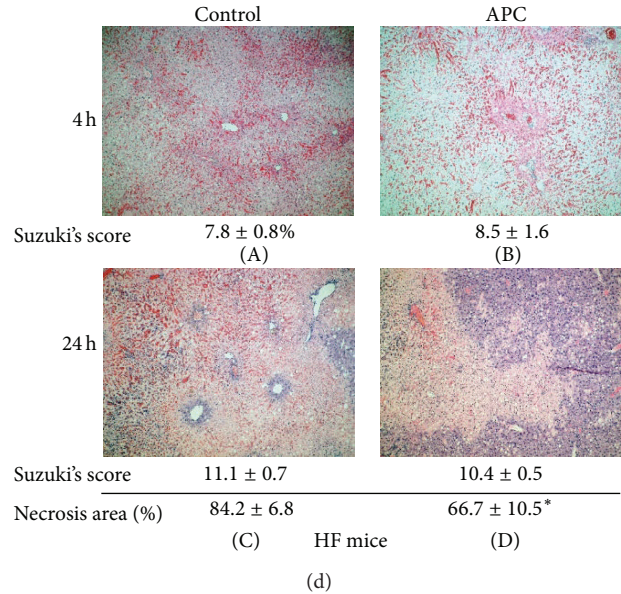 Control APC
4 h
Suzuki's score 7.8 ± 0.8% 8.5 ± 1.6
(A) (B)
24 h
Suzuki's score 11.1 ± 0.7 10.4 ± 0.5
Necrosis area (%) 84.2 ± 6.8 66.7 ± 10.5*
(C) HF mice (D)
(d)